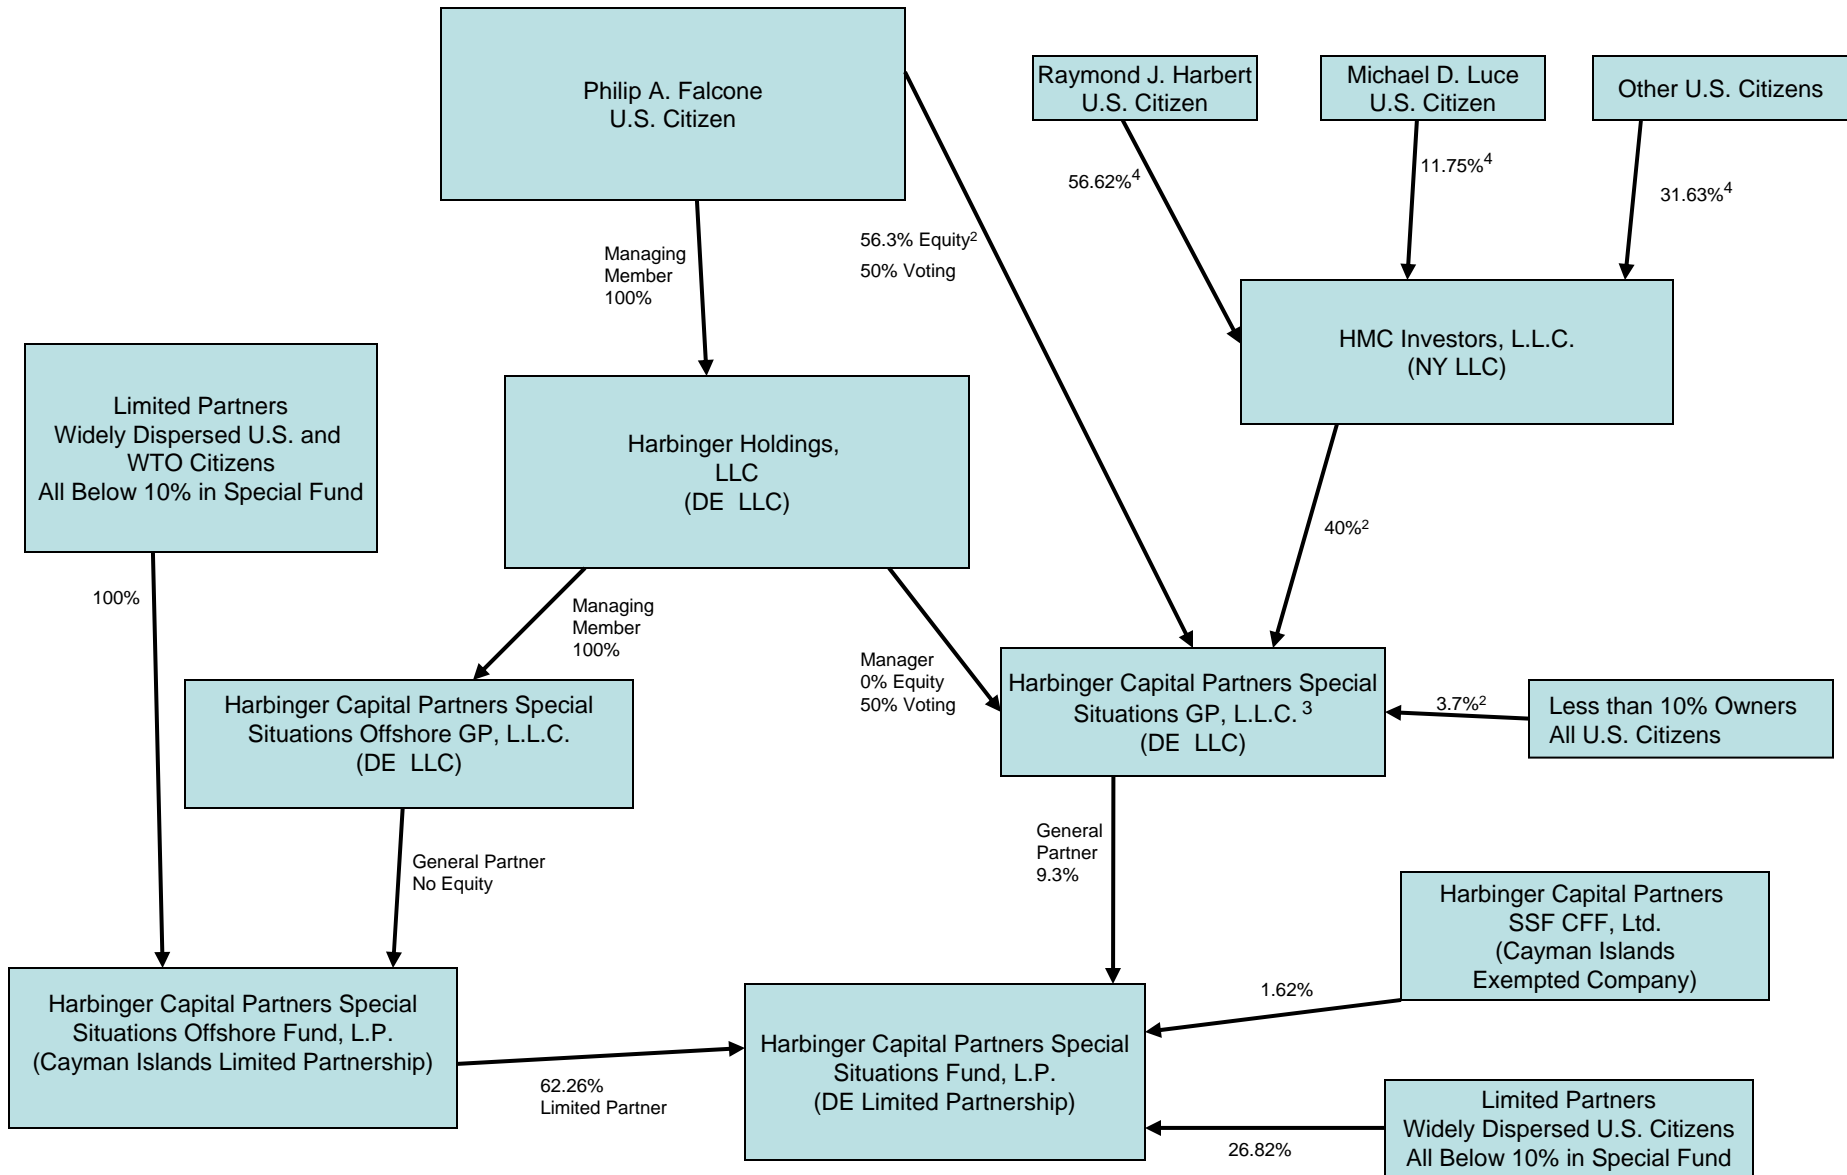 Philip A. Falcone
U.S. Citizen
Raymond J. Harbert
U.S. Citizen
Michael D. Luce
U.S. Citizen
Other U.S. Citizens
56.62%4
11.75%4
31.63%4
Managing
Member
100%
56.3% Equity2
50% Voting
HMC Investors, L.L.C.
(NY LLC)
Limited Partners
Widely Dispersed U.S. and
WTO Citizens
All Below 10% in Special Fund
Harbinger Holdings,
LLC
(DE LLC)
40%2
100%
Managing
Member
100%
Manager
0% Equity
50% Voting
Harbinger Capital Partners Special
Situations Offshore GP, L.L.C.
(DE LLC)
Harbinger Capital Partners Special
Situations GP, L.L.C. 3
(DE LLC)
3.7%2
Less than 10% Owners
All U.S. Citizens
General Partner
No Equity
General
Partner
9.3%
Harbinger Capital Partners
SSF CFF, Ltd.
(Cayman Islands
Exempted Company)
1.62%
Harbinger Capital Partners Special
Situations Offshore Fund, L.P.
(Cayman Islands Limited Partnership)
62.26%
Limited Partner
Harbinger Capital Partners Special
Situations Fund, L.P.
(DE Limited Partnership)
26.82%
Limited Partners
Widely Dispersed U.S. Citizens
All Below 10% in Special Fund